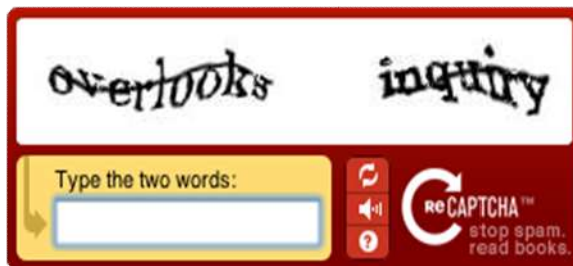 overlooks inquiry
Type the two words:
ReCAPTCHA™
stop spam.
read books.